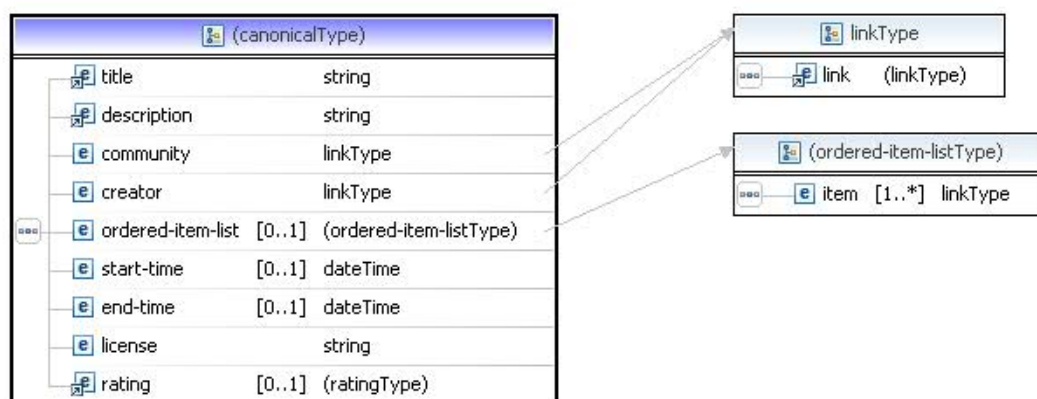 (canonicalType)
title string
description string
community linkType
creator linkType
ordered-item-list [0..1] (ordered-item-listType)
start-time [0..1] dateTime
end-time [0..1] dateTime
license string
rating [0..1] (ratingType)
linkType
link (linkType)
(ordered-item-listType)
item [1..*] linkType